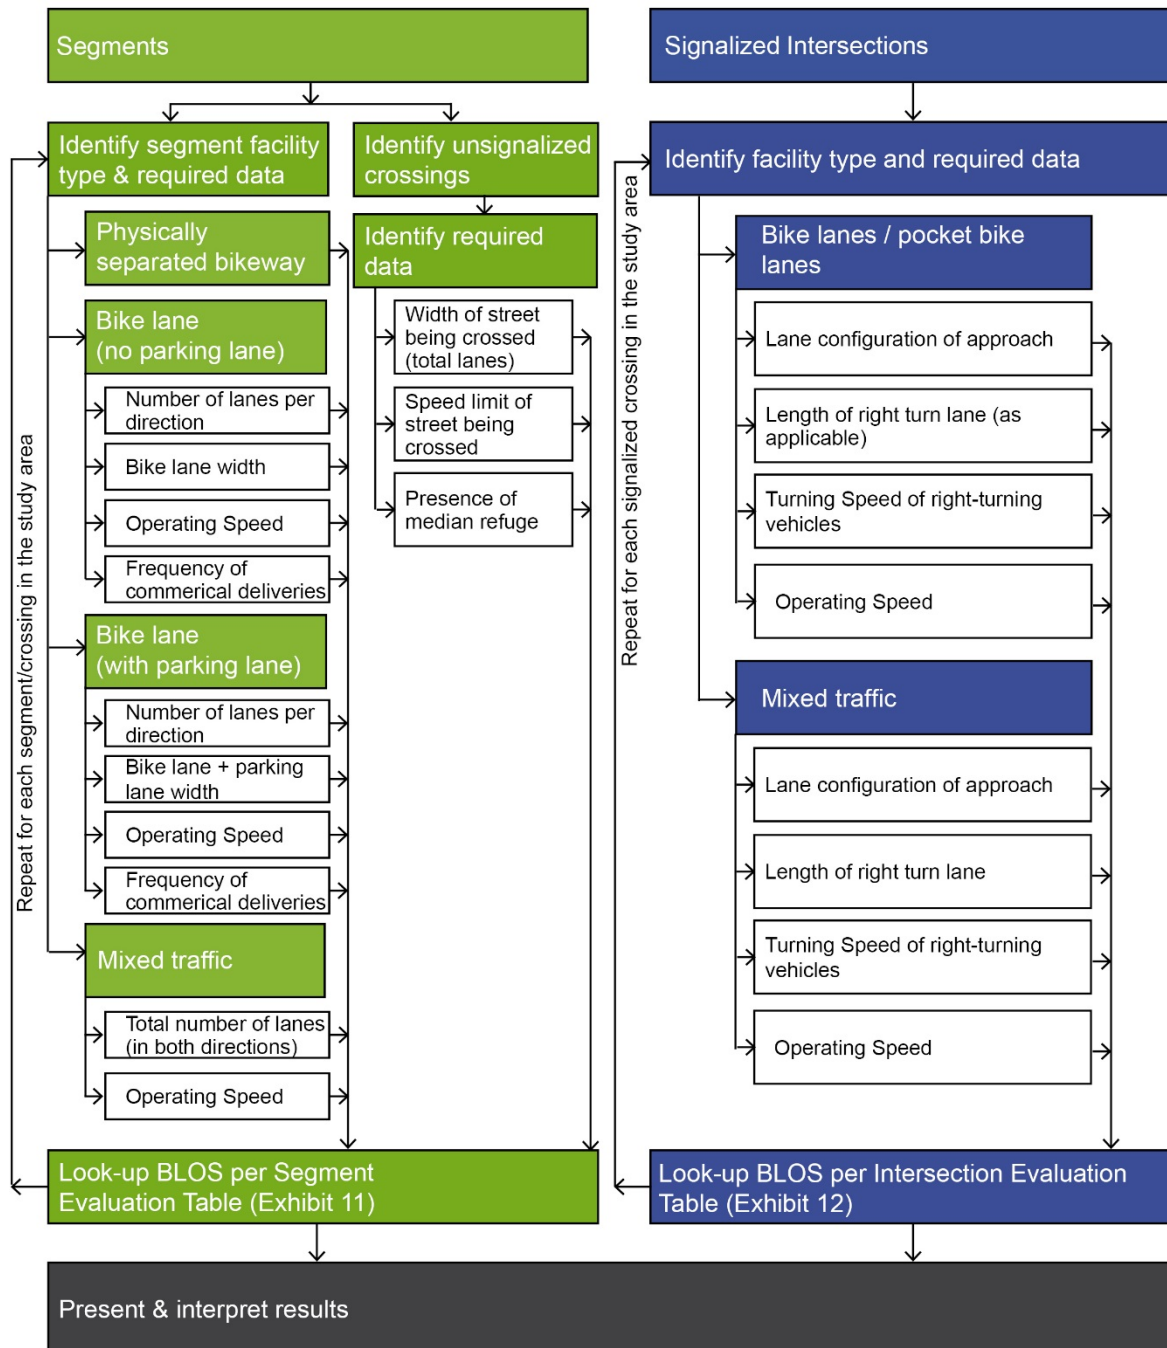 Segments
Identify segment facility
type & required data
Physically
separated bikeway
Bike lane
(no parking lane)
Number of lanes per
direction
Bike lane width
Operating Speed
Frequency of
commerical deliveries
Bike lane
(with parking lane)
Number of lanes per
direction
Bike lane + parking
lane width
Operating Speed
Frequency of
commerical deliveries
Mixed traffic
Total number of lanes
(in both directions)
Operating Speed
Identify unsignalized
crossings
Identify required
data
Width of street
being crossed
(total lanes)
Speed limit of
street being
crossed
Presence of
median refuge
Repeat for each segment/crossing in the study area
Look-up BLOS per Segment
Evaluation Table (Exhibit 11)
Signalized Intersections
Identify facility type and required data
Bike lanes / pocket bike
lanes
Lane configuration of approach
Length of right turn lane (as
applicable)
Turning Speed of right-turning
vehicles
Operating Speed
Mixed traffic
Lane configuration of approach
Length of right turn lane
Turning Speed of right-turning
vehicles
Operating Speed
Repeat for each signalized crossing in the study area
Look-up BLOS per Intersection Evaluation
Table (Exhibit 12)
Present & interpret results